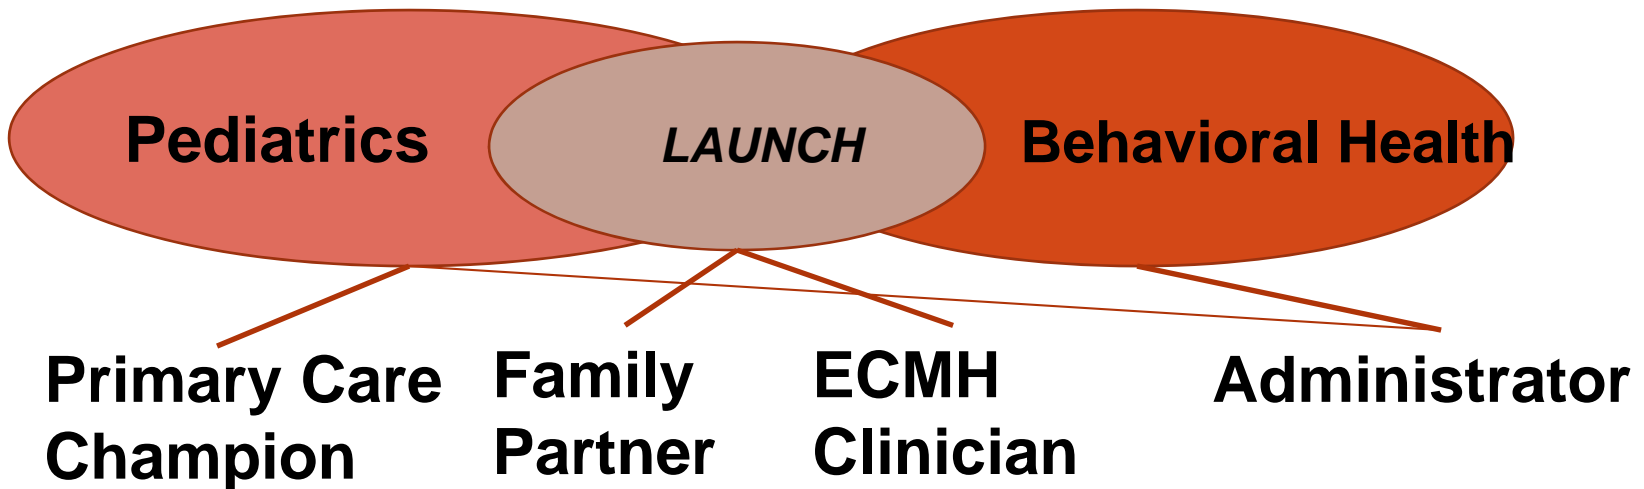 Pediatrics
LAUNCH
Behavioral Health
Primary Care
Champion
Family
Partner
ECMH
Clinician
Administrator